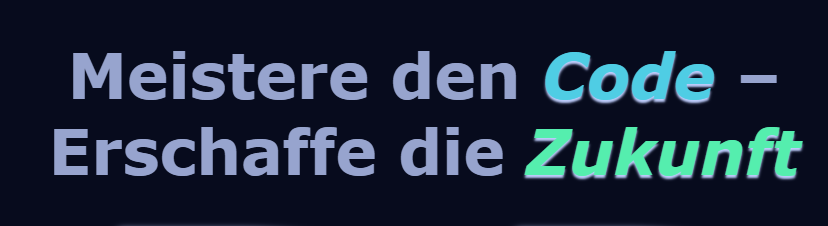 Meistere den Code –
Erschaffe die Zukunft